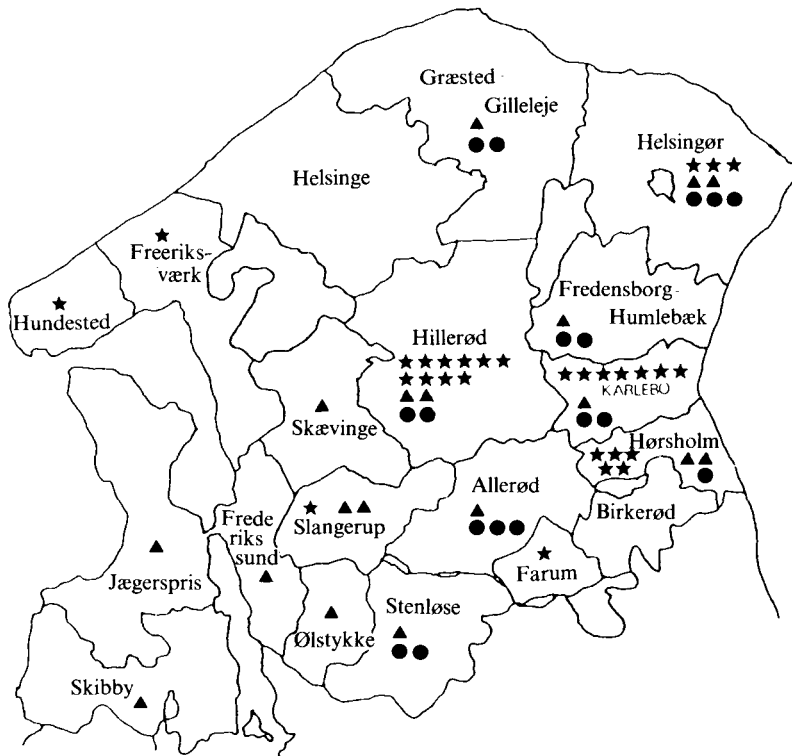 Græsted
Gilleleje
Helsingør
Helsinge
Freeriks-
værk
Fredensborg-
Humlebæk
Hundested
Hillerød
KARLEBO
Skævinge
Hørsholm
Allerød
Birkerød
Frede
riks
sund
Slangerup
Farum
Jægerspris
Stenløse
Ølstykke
Skibby